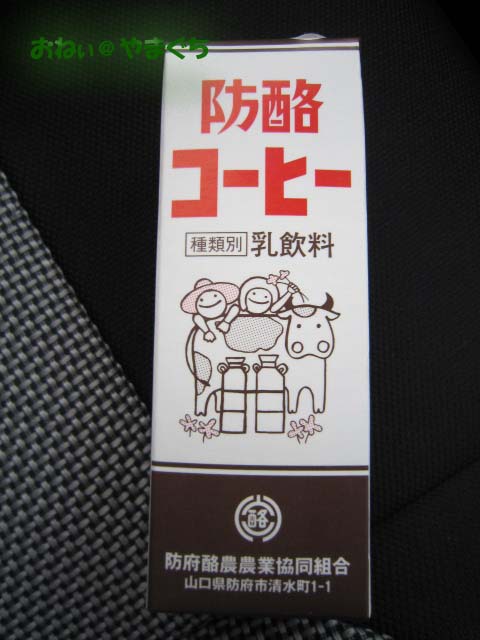 おねぃ@やまぐち
防酪
コーヒー
種類別 乳飲料
酪
防府酪農農業協同組合
山口県防府市清水町1-1